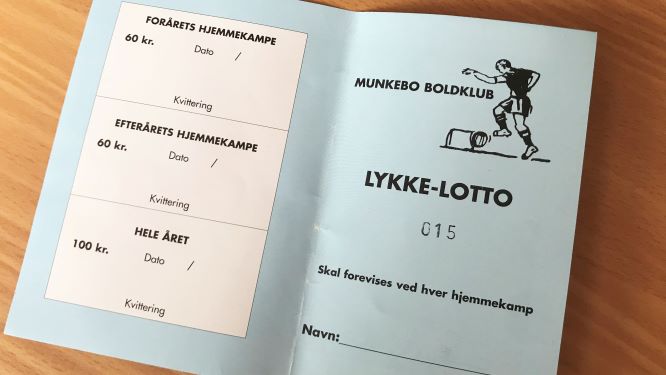 FORÅRETS HJEMMEKAMPE
60 kr.
Dato /
Kvittering
EFTERÅRETS HJEMMEKAMPE
60 kr.
Dato /
Kvittering
HELE ÅRET
100 kr.
Dato /
Kvittering
MUNKEBO BOLDKLUB
LYKKE-LOTTO
015
Skal forevises ved hver hjemmekamp
Navn: